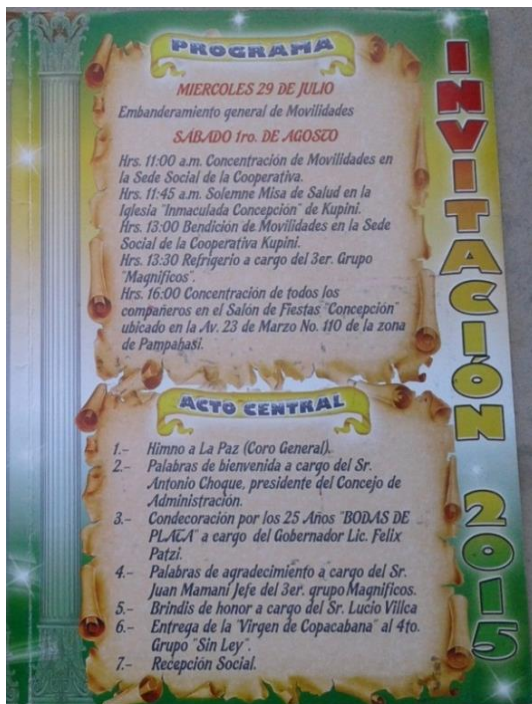 PROGRAMA
MIERCOLES 29 DE JULIO
Embanderamiento general de Movilidades
SÁBADO 1ro. DE AGOSTO
Hrs. 11:00 a.m. Concentración de Movilidades en
la Sede Social de la Cooperativa.
Hrs. 11:45 a.m. Solemne Misa de Salud en la
Iglesia "Inmaculada Concepción" de Kupini.
Hrs. 13:00 Bendición de Movilidades en la Sede
Social de la Cooperativa Kupini.
Hrs. 13:30 Refrigerio a cargo del 3er. Grupo
"Magníficos".
Hrs. 16:00 Concentración de todos los
compañeros en el Salón de Fiestas "Concepción"
ubicado en la Av. 23 de Marzo No. 110 de la zona
de Pampahasi.
ACTO CENTRAL
1.- Himno a La Paz (Coro General).
2.- Palabras de bienvenida a cargo del Sr.
Antonio Choque, presidente del Concejo de
Administración.
3.- Condecoración por los 25 Años "BODAS DE
PLATA" a cargo del Gobernador Lic. Felix
Patzi.
4.- Palabras de agradecimiento a cargo del Sr.
Juan Mamani Jefe del 3er. grupo Magníficos.
5.- Brindis de honor a cargo del Sr. Lucio Villca
6.- Entrega de la "Virgen de Copacabana" al 4to.
Grupo "Sin Ley".
7.- Recepción Social.
INVITACIÓN 2015